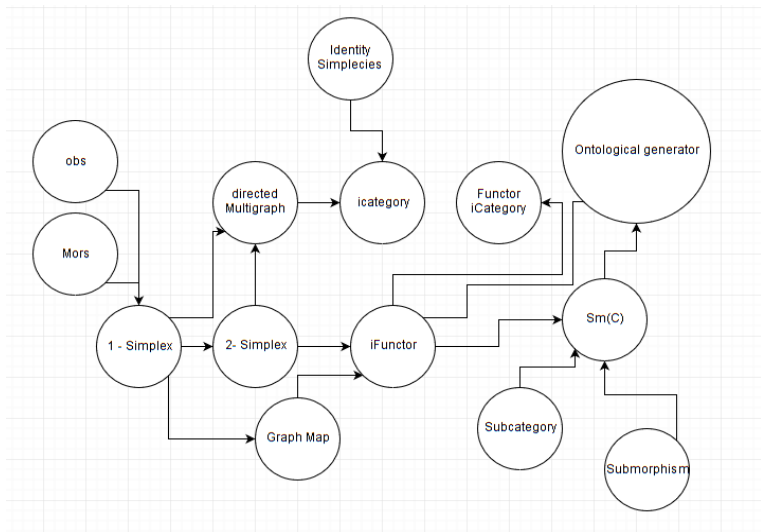 Identity
Simplecies
Ontological generator
obs
directed
Multigraph
icategory
Functor
iCategory
Mors
Sm(C)
1 - Simplex
2- Simplex
iFunctor
Subcategory
Graph Map
Submorphism